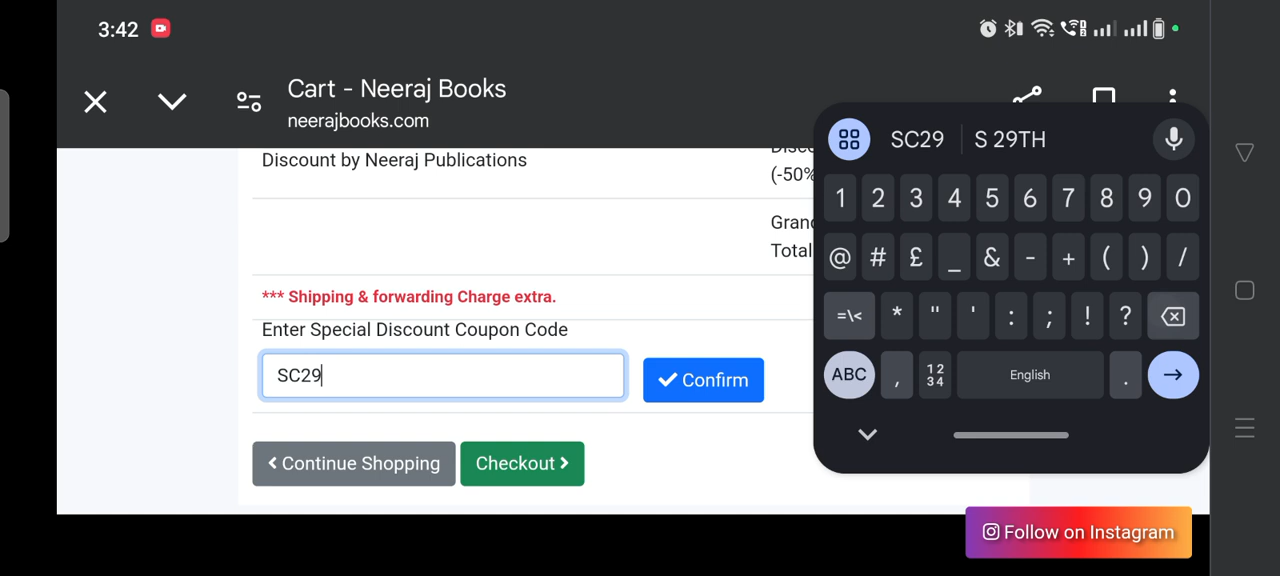 3:42
Cart - Neeraj Books
neerajbooks.com
Discount by Neeraj Publications
(-50%
Grand
Total
*** Shipping & forwarding Charge extra.
Enter Special Discount Coupon Code
SC29
Confirm
Continue Shopping
Checkout
SC29 S 29TH
1 2 3 4 5 6 7 8 9 0
@ # £ _ & - + ( ) /
=\< * " ' : ; ! ?
ABC , 1234 English .
Follow on Instagram